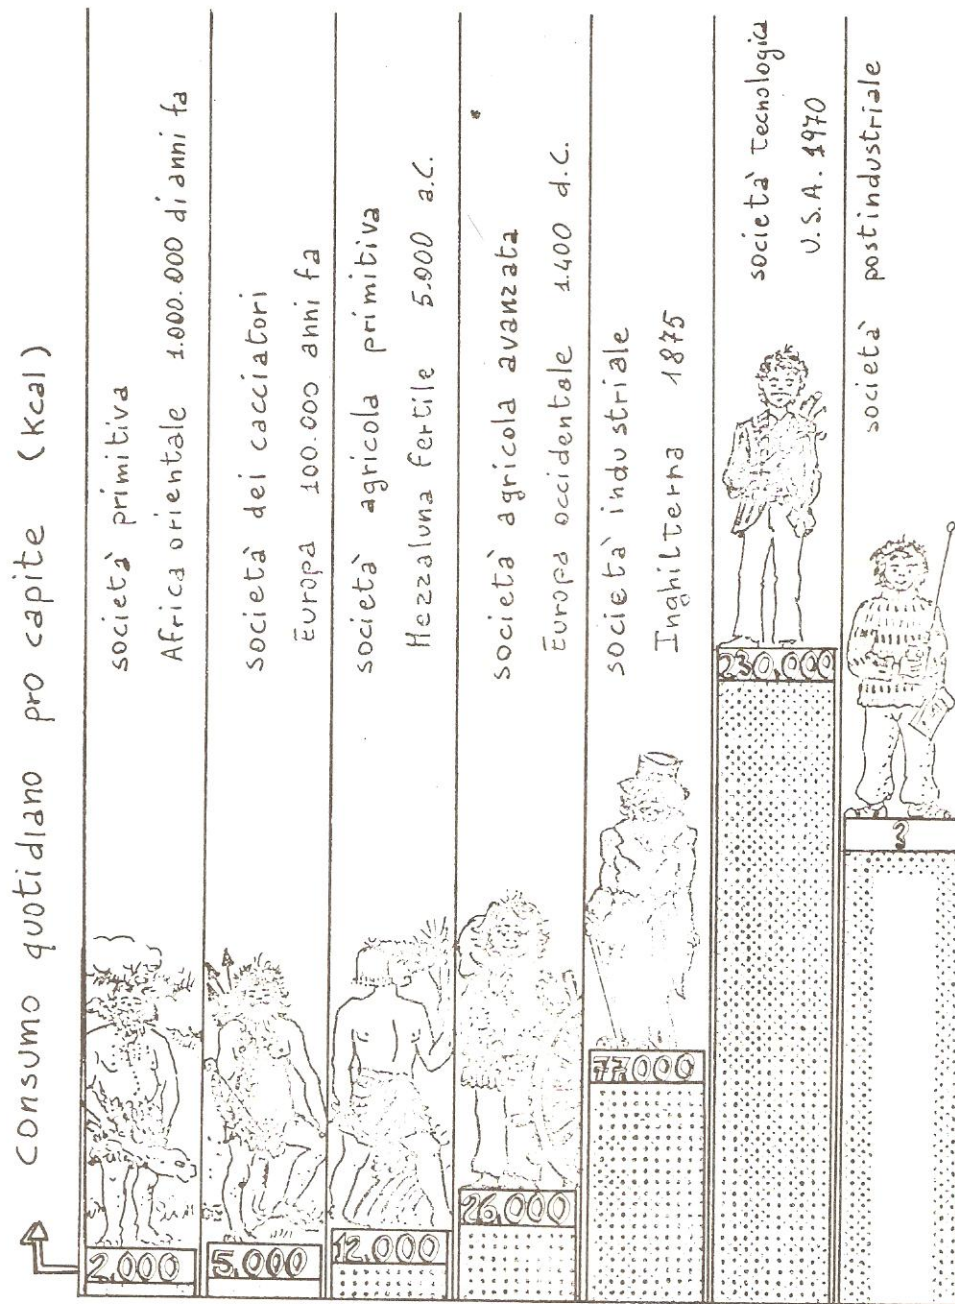 consumo quotidiano pro capite (Kcal)
società primitiva
Africa orientale 1.000.000 di anni fa
2.000
società dei cacciatori
Europa 100.000 anni fa
5.000
società agricola primitiva
Mezzaluna Fertile 5.000 a.C.
12.000
società agricola avanzata
Europa occidentale 1.400 d.C.
26.000
società industriale
Inghilterra 1875
77.000
società tecnologica
U.S.A. 1970
230.000
società postindustriale
?